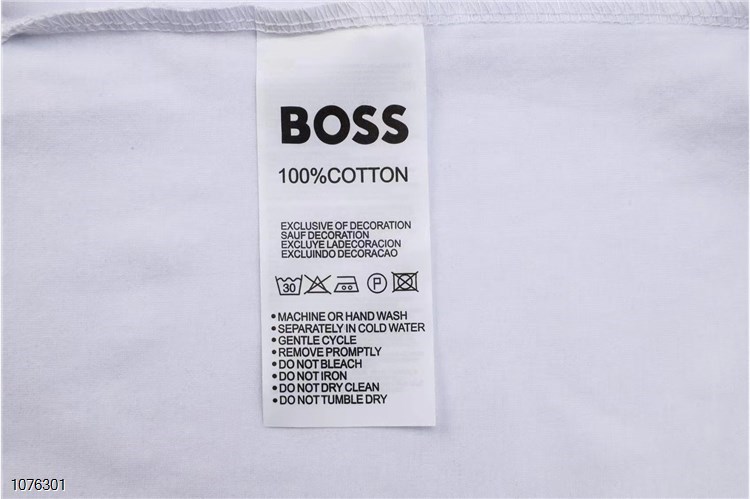 BOSS
100%COTTON
EXCLUSIVE OF DECORATION
SAUF DECORATION
EXCLUYE LADECORACION
EXCLUINDO DECORACAO
30 P
• MACHINE OR HAND WASH
• SEPARATELY IN COLD WATER
• GENTLE CYCLE
• REMOVE PROMPTLY
• DO NOT BLEACH
• DO NOT IRON
• DO NOT DRY CLEAN
• DO NOT TUMBLE DRY
1076301